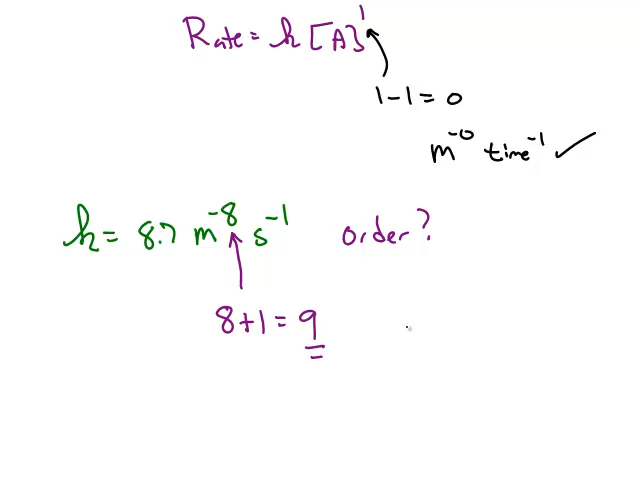 Rate = k [A]¹
1 - 1 = 0
m⁻⁰ time⁻¹ ✓
k = 8.7 m⁻⁸ s⁻¹ order?
8 + 1 = 9